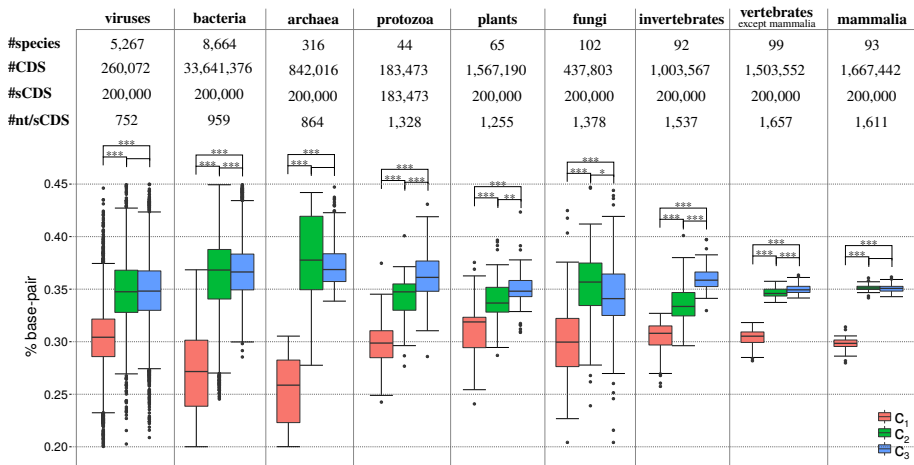 viruses bacteria archaea protozoa plants fungi invertebrates vertebrates mammalia
except mammalia
#species 5,267 8,664 316 44 65 102 92 99 93
#CDS 260,072 33,641,376 842,016 183,473 1,567,190 437,803 1,003,567 1,503,552 1,667,442
#sCDS 200,000 200,000 200,000 183,473 200,000 200,000 200,000 200,000 200,000
#nt/sCDS 752 959 864 1,328 1,255 1,378 1,537 1,657 1,611
*** *** *** *** *** *** *** *** ***
*** *** *** *** *** *** *** ** *** * *** *** *** *** ***
0.45
0.40
0.35
0.30
0.25
0.20
% base-pair
C1
C2
C3